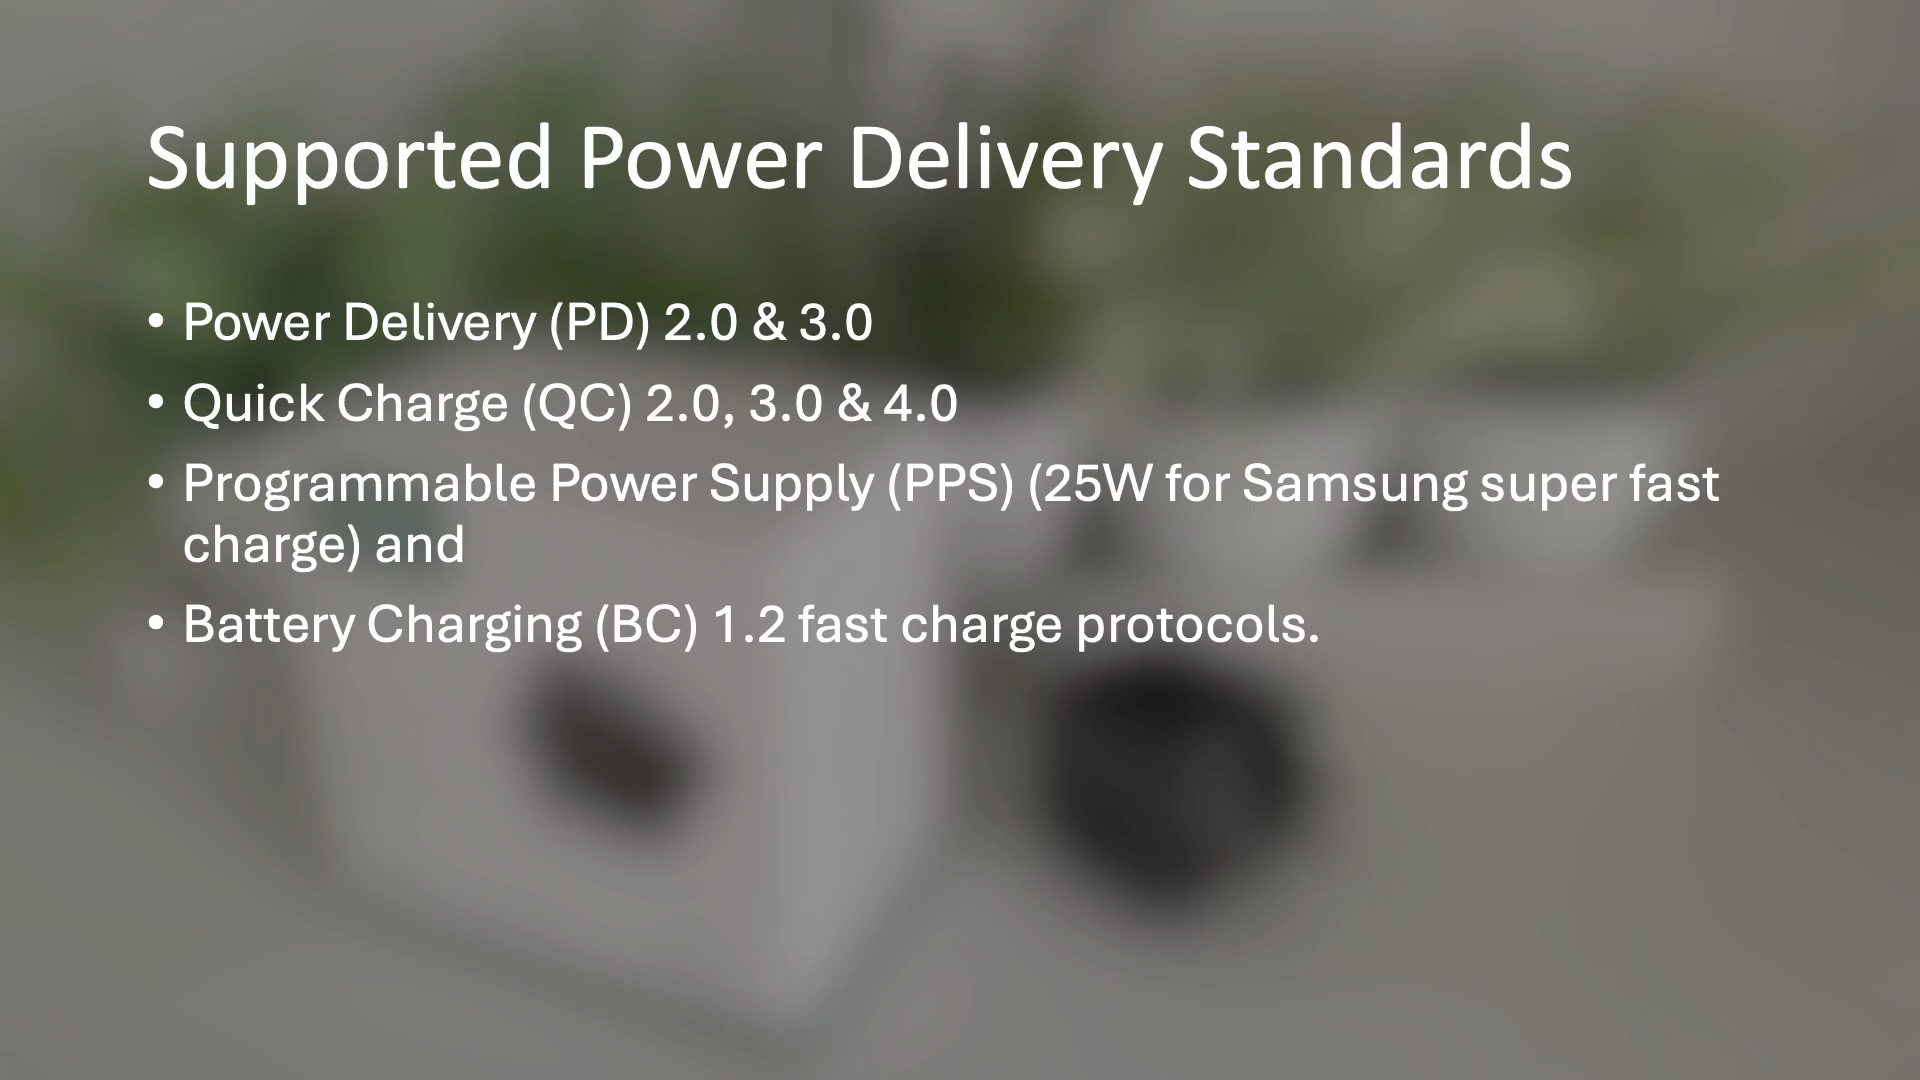 Supported Power Delivery Standards
• Power Delivery (PD) 2.0 & 3.0
• Quick Charge (QC) 2.0, 3.0 & 4.0
• Programmable Power Supply (PPS) (25W for Samsung super fast
charge) and
• Battery Charging (BC) 1.2 fast charge protocols.